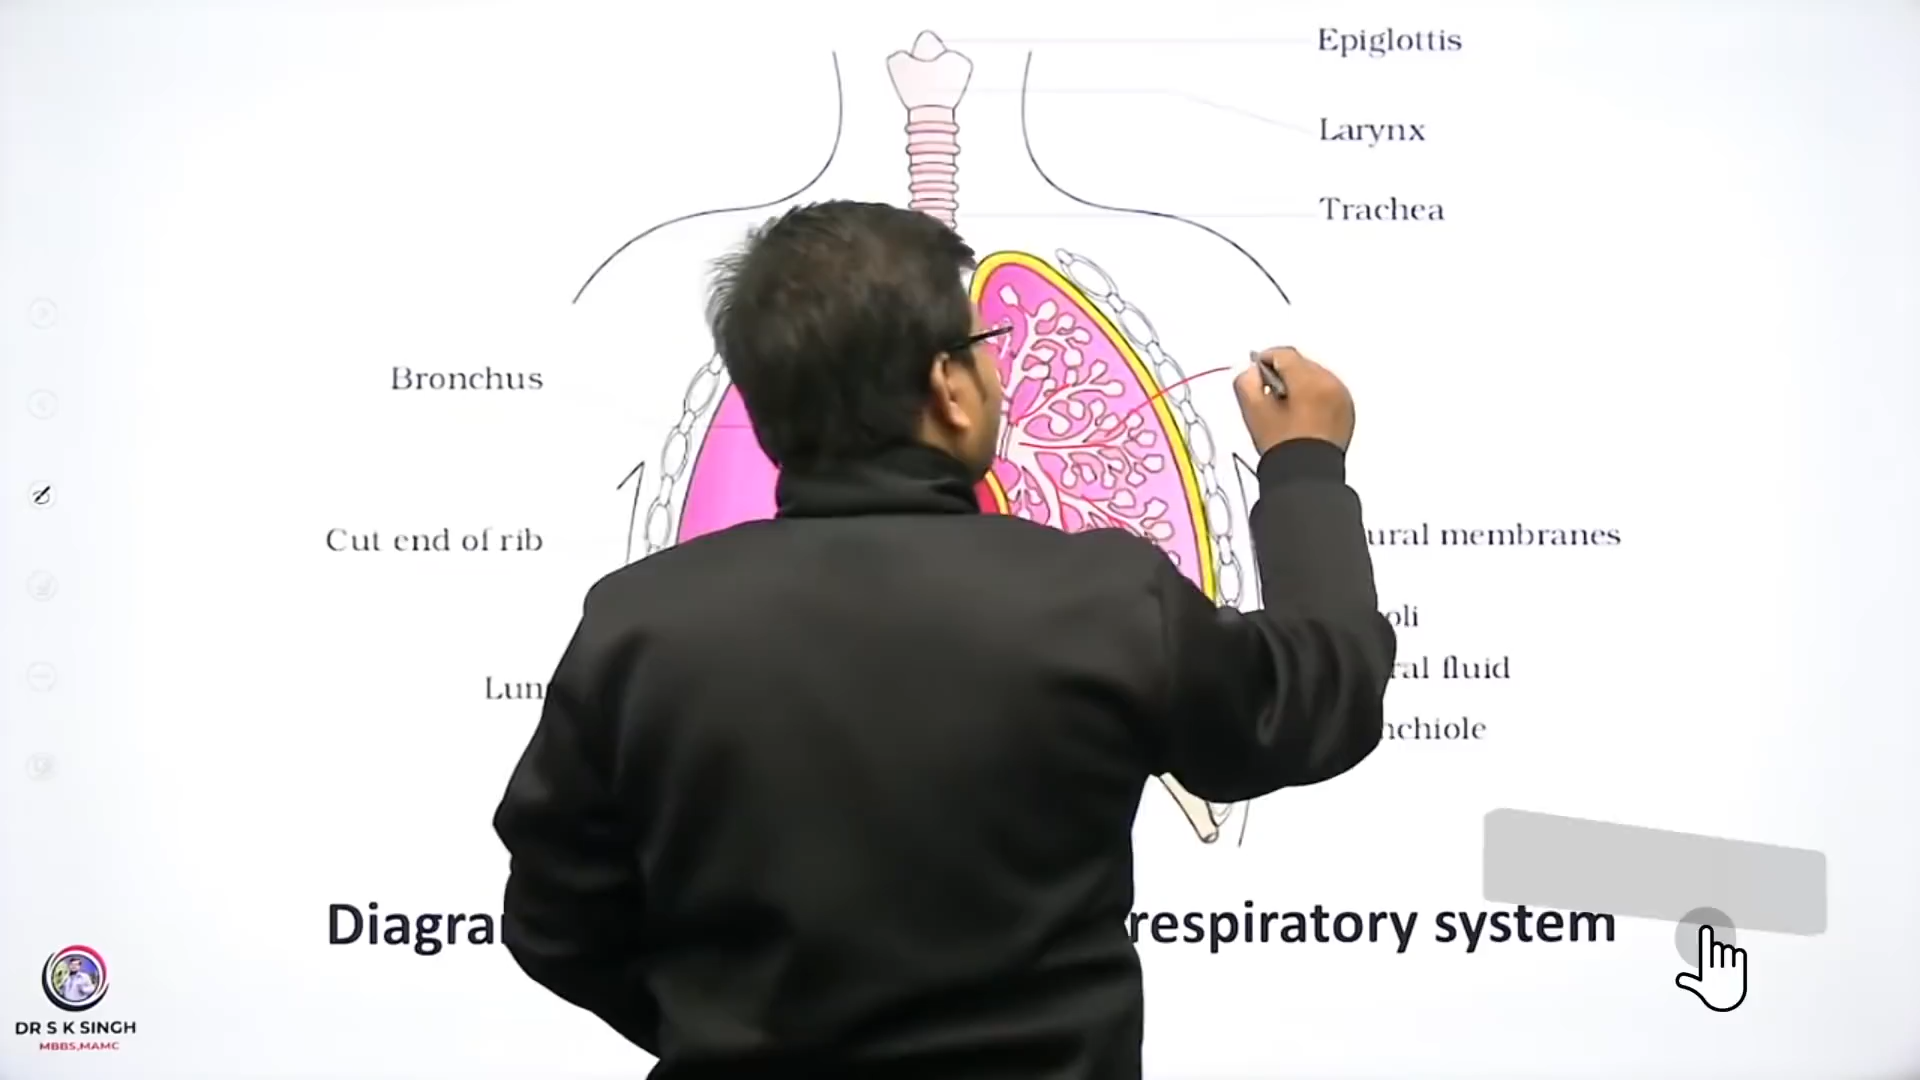 Epiglottis
Larynx
Trachea
Bronchus
Cut end of rib
ural membranes
Lun
oli
ral fluid
nchiole
Diagra respiratory system
DR S K SINGH
MBBS,MAMC